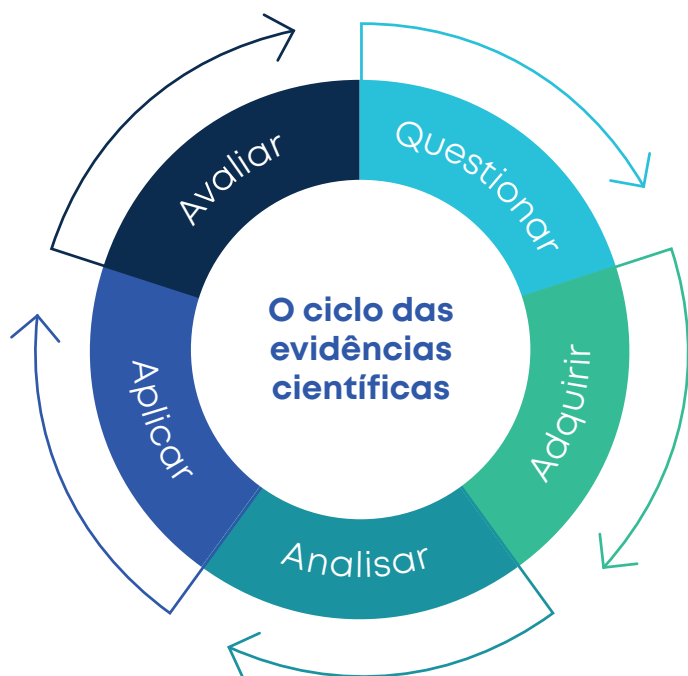 O ciclo das
evidências
científicas
Questionar
Adquirir
Analisar
Aplicar
Avaliar